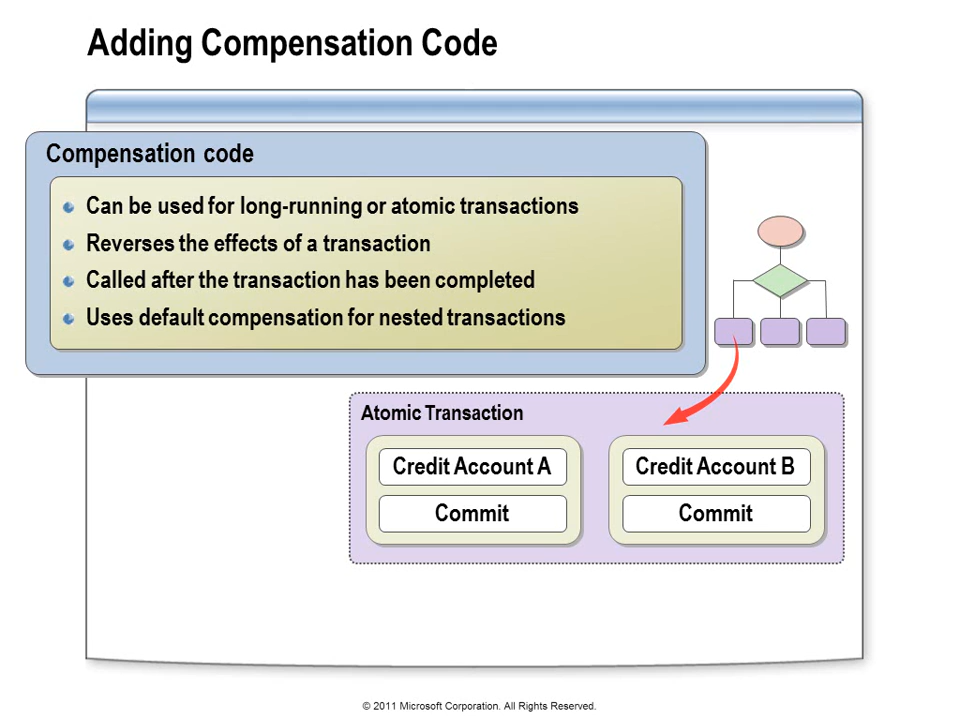 Adding Compensation Code
Compensation code
Can be used for long-running or atomic transactions
Reverses the effects of a transaction
Called after the transaction has been completed
Uses default compensation for nested transactions
Atomic Transaction
Credit Account A
Commit
Credit Account B
Commit
© 2011 Microsoft Corporation. All Rights Reserved.